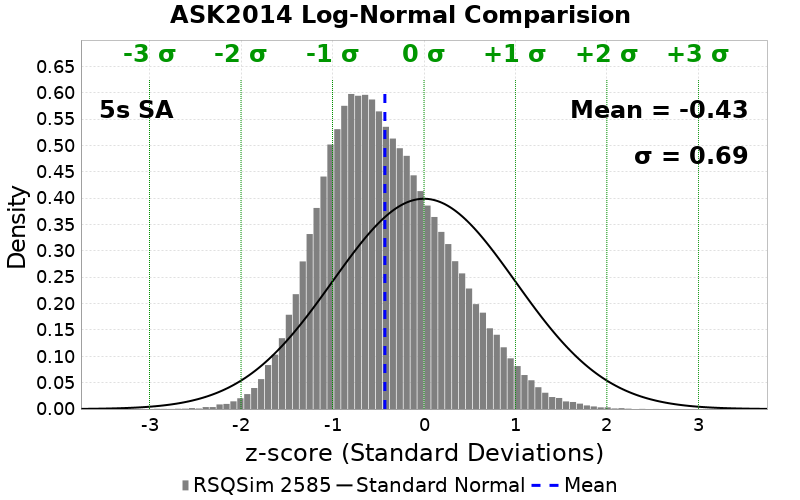 ASK2014 Log-Normal Comparision
-3 σ -2 σ -1 σ 0 σ +1 σ +2 σ +3 σ
0.65
0.60
5s SA Mean = -0.43
0.55
0.50
σ = 0.69
0.45
0.40
0.35
0.30
0.25
0.20
0.15
0.10
0.05
0.00
Density
-3 -2 -1 0 1 2 3
z-score (Standard Deviations)
RSQSim 2585 Standard Normal Mean